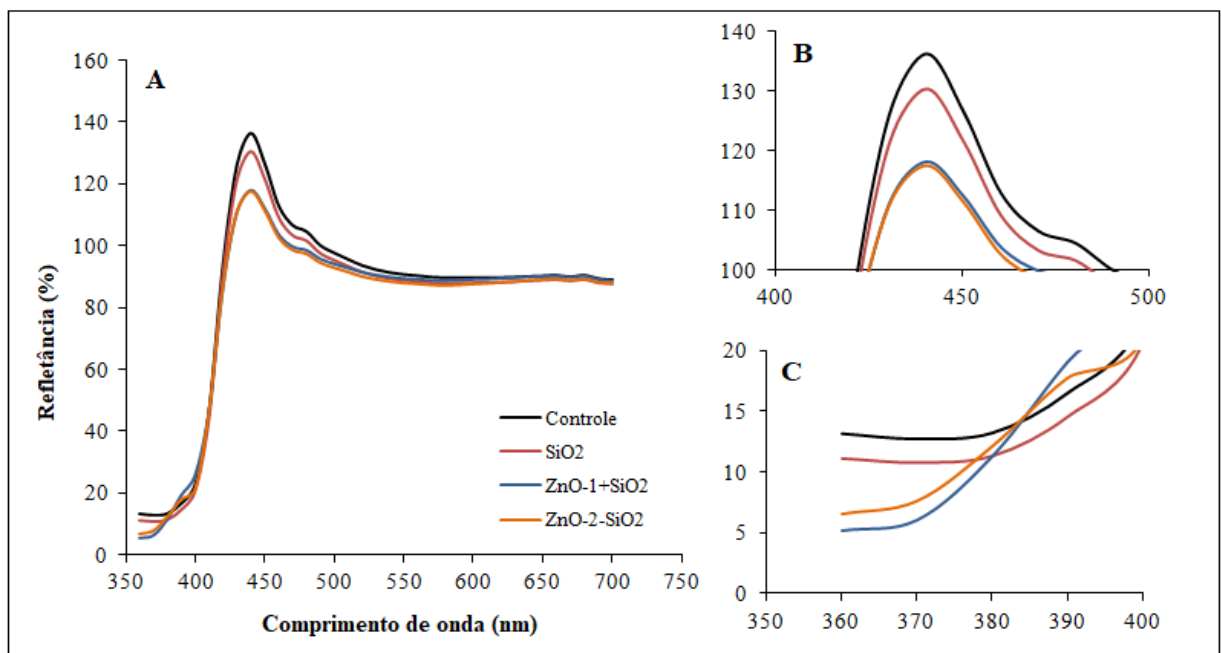 A
Refletância (%)
160
140
120
100
80
60
40
20
0
350 400 450 500 550 600 650 700 750
Comprimento de onda (nm)
Controle
SiO2
ZnO-1+SiO2
ZnO-2-SiO2
B
140
130
120
110
100
400 450 500
C
20
15
10
5
0
350 360 370 380 390 400